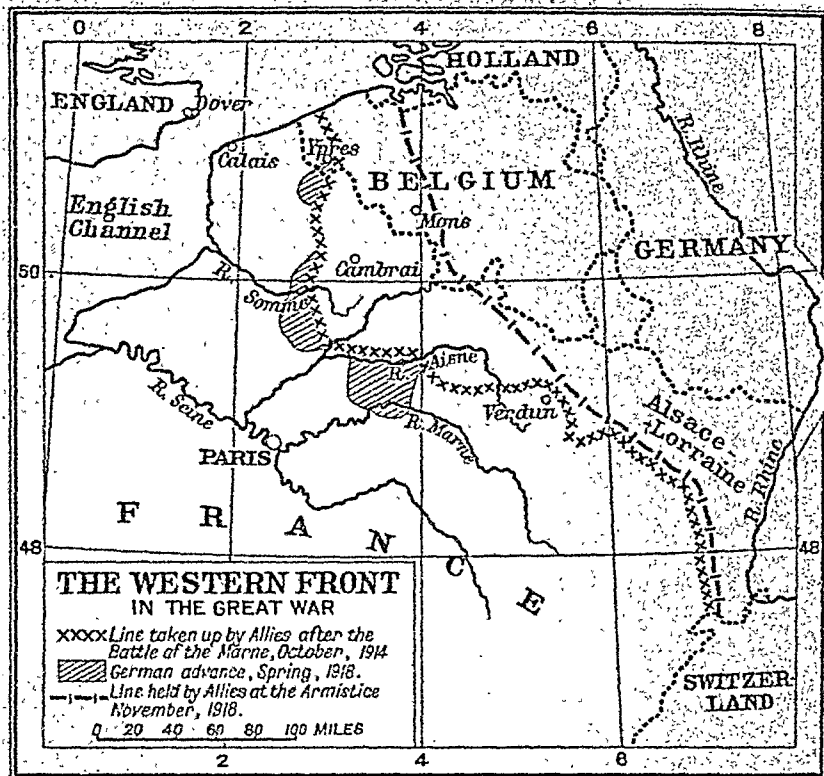 0 2 4 6 8
HOLLAND
ENGLAND
Dover
Calais
Ypres
BELGIUM
R. Rhine
English
Channel
Mons
GERMANY
50
Cambrai
R. Somme
R. Aisne
R. Seine
Verdun
R. Marne
Alsace-
Lorraine
PARIS
R. Rhine
FRANCE
48 48
THE WESTERN FRONT
IN THE GREAT WAR
xxxx Line taken up by Allies after the
Battle of the Marne, October, 1914
German advance, Spring, 1918.
Line held by Allies at the Armistice
November, 1918.
0 20 40 60 80 100 MILES
SWITZER-
LAND
2 4 6